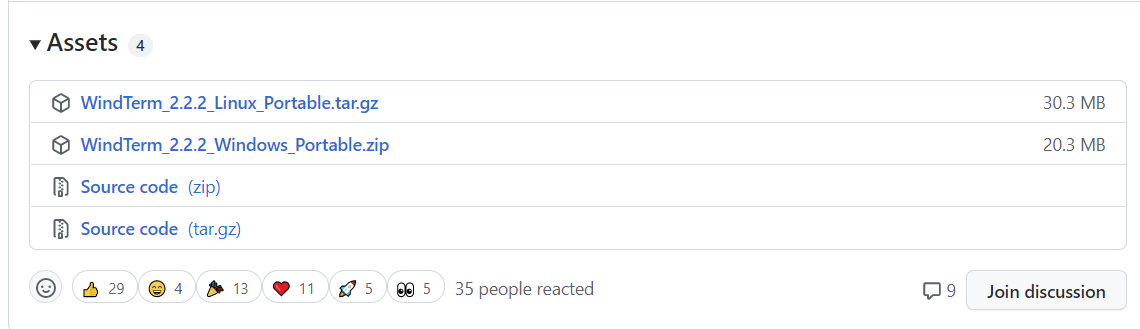 Assets 4
WindTerm_2.2.2_Linux_Portable.tar.gz 30.3 MB
WindTerm_2.2.2_Windows_Portable.zip 20.3 MB
Source code (zip)
Source code (tar.gz)
29 4 13 11 5 5 35 people reacted 9 Join discussion